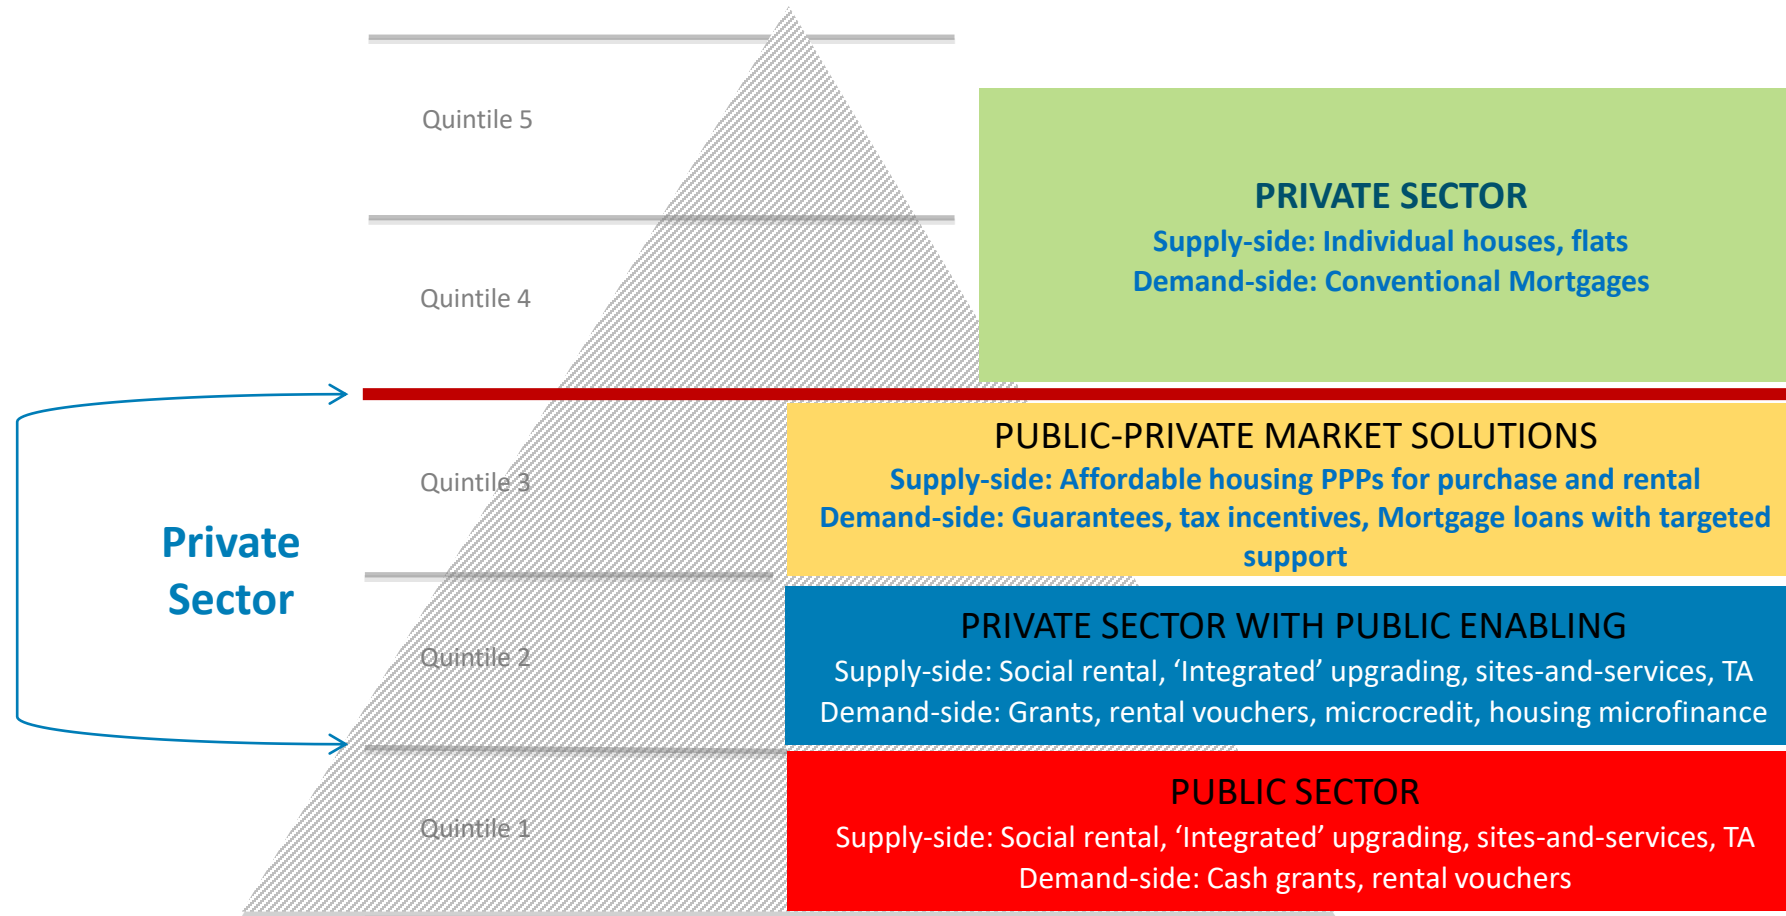 Quintile 5
PRIVATE SECTOR
Supply-side: Individual houses, flats
Demand-side: Conventional Mortgages
Quintile 4
PUBLIC-PRIVATE MARKET SOLUTIONS
Supply-side: Affordable housing PPPs for purchase and rental
Demand-side: Guarantees, tax incentives, Mortgage loans with targeted
support
Quintile 3
Private
Sector
PRIVATE SECTOR WITH PUBLIC ENABLING
Supply-side: Social rental, ‘Integrated’ upgrading, sites-and-services, TA
Demand-side: Grants, rental vouchers, microcredit, housing microfinance
Quintile 2
PUBLIC SECTOR
Supply-side: Social rental, ‘Integrated’ upgrading, sites-and-services, TA
Demand-side: Cash grants, rental vouchers
Quintile 1